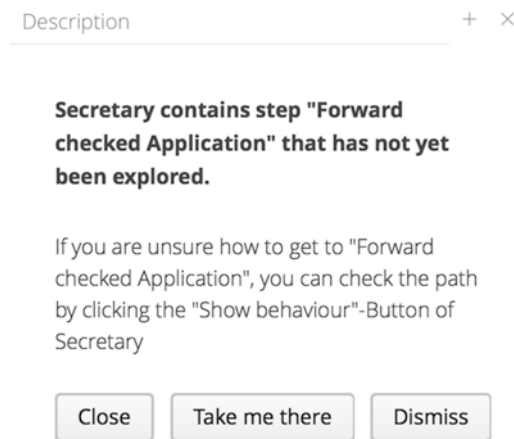 Description + ×
Secretary contains step "Forward
checked Application" that has not yet
been explored.
If you are unsure how to get to "Forward
checked Application", you can check the path
by clicking the "Show behaviour"-Button of
Secretary
Close Take me there Dismiss